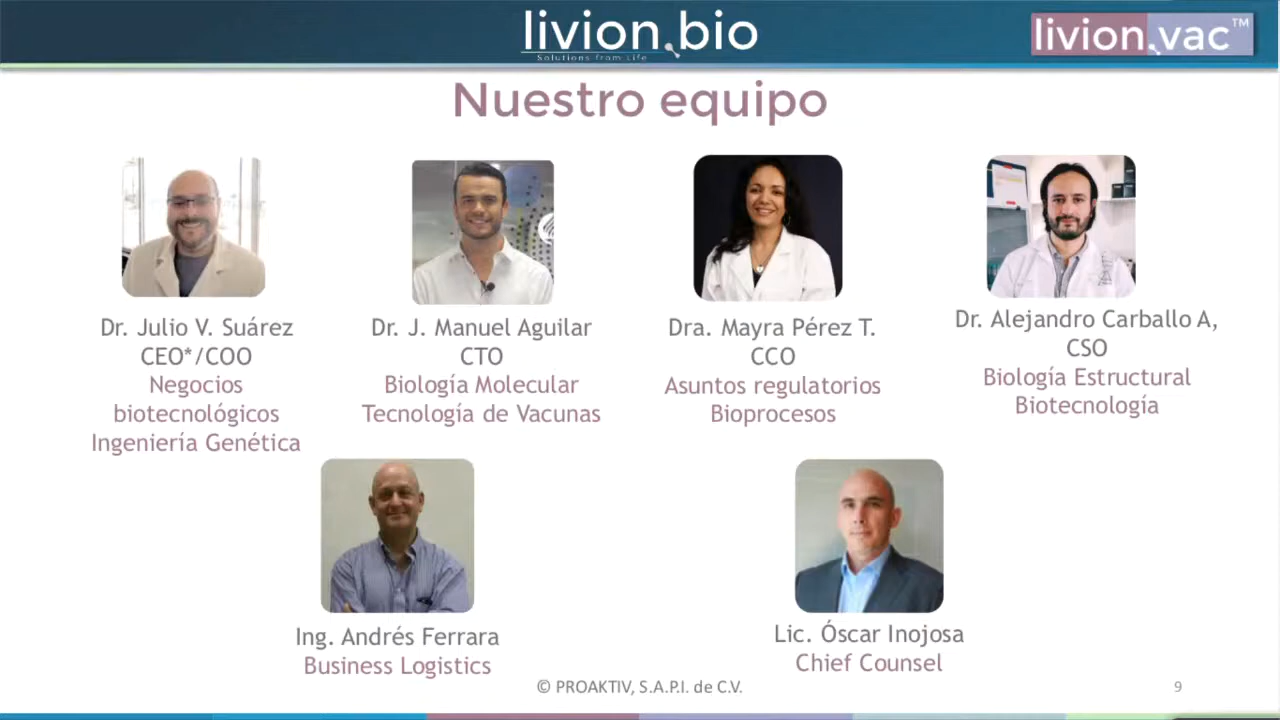 livion.bio
Solutions from Life
livion.vac™
Nuestro equipo
Dr. Julio V. Suárez
CEO*/COO
Negocios
biotecnológicos
Ingeniería Genética
Dr. J. Manuel Aguilar
CTO
Biología Molecular
Tecnología de Vacunas
Dra. Mayra Pérez T.
CCO
Asuntos regulatorios
Bioprocesos
Dr. Alejandro Carballo A,
CSO
Biología Estructural
Biotecnología
Ing. Andrés Ferrara
Business Logistics
Lic. Óscar Inojosa
Chief Counsel
© PROAKTIV, S.A.P.I. de C.V.
9